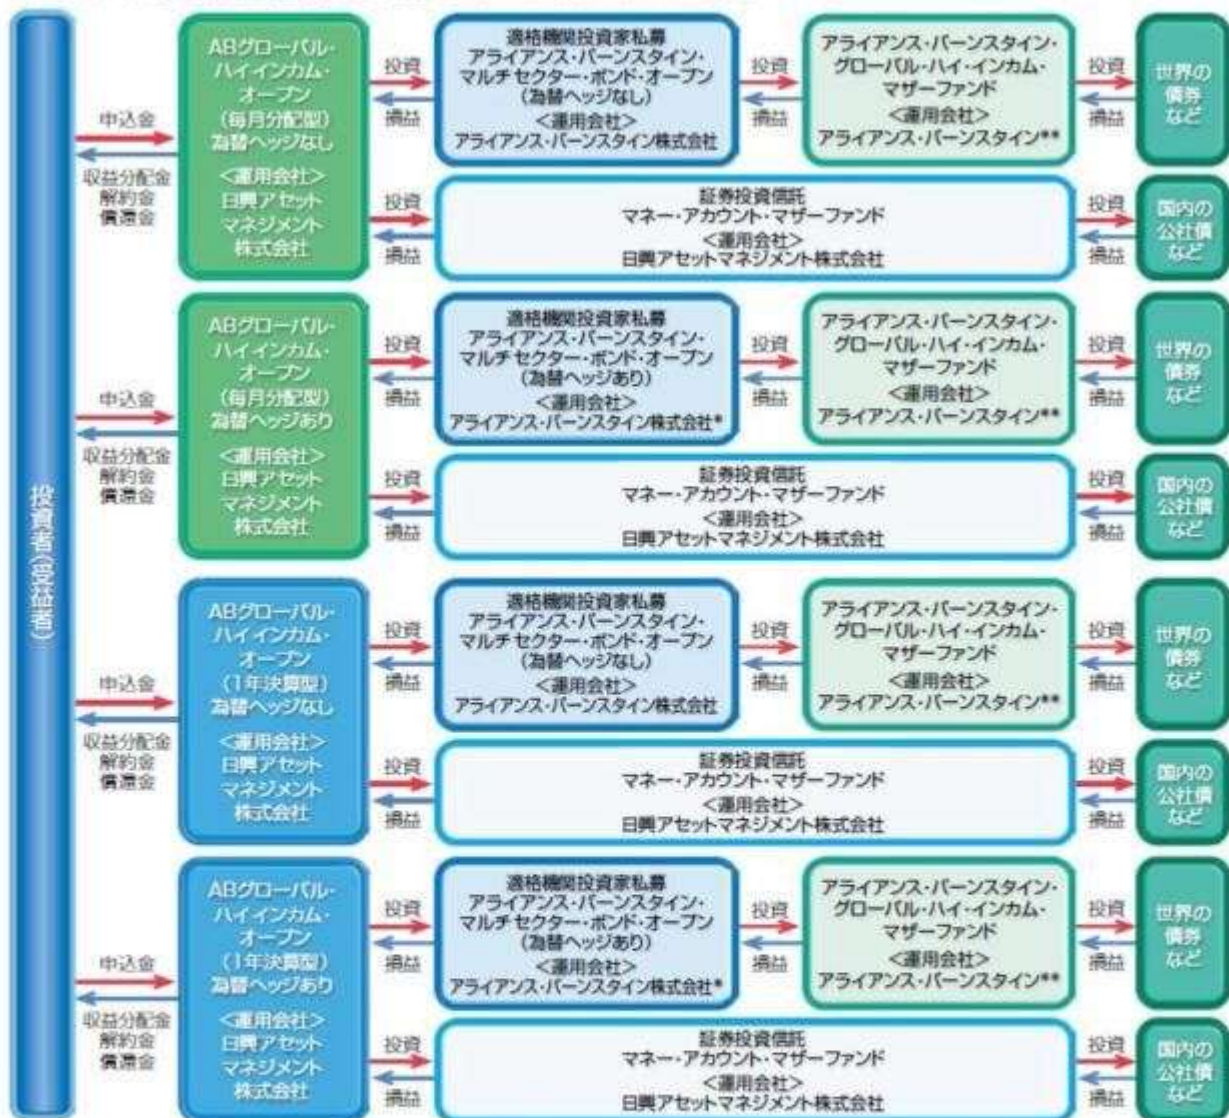 投資者(受益者)
申込金
収益分配金
解約金
償還金
ABグローバル・
ハイインカム・
オープン
(毎月分配型)
為替ヘッジなし
<運用会社>
日興アセット
マネジメント
株式会社
投資
損益
適格機関投資家私募
アライアンス・バーンスタイン・
マルチセクター・ボンド・オープン
(為替ヘッジなし)
<運用会社>
アライアンス・バーンスタイン株式会社
投資
損益
アライアンス・バーンスタイン・
グローバル・ハイ・インカム・
マザーファンド
<運用会社>
アライアンス・バーンスタイン**
投資
損益
世界の
債券
など
投資
損益
証券投資信託
マネー・アカウント・マザーファンド
<運用会社>
日興アセットマネジメント株式会社
投資
損益
国内の
公社債
など
申込金
収益分配金
解約金
償還金
ABグローバル・
ハイインカム・
オープン
(毎月分配型)
為替ヘッジあり
<運用会社>
日興アセット
マネジメント
株式会社
投資
損益
適格機関投資家私募
アライアンス・バーンスタイン・
マルチセクター・ボンド・オープン
(為替ヘッジあり)
<運用会社>
アライアンス・バーンスタイン株式会社*
投資
損益
アライアンス・バーンスタイン・
グローバル・ハイ・インカム・
マザーファンド
<運用会社>
アライアンス・バーンスタイン**
投資
損益
世界の
債券
など
投資
損益
証券投資信託
マネー・アカウント・マザーファンド
<運用会社>
日興アセットマネジメント株式会社
投資
損益
国内の
公社債
など
申込金
収益分配金
解約金
償還金
ABグローバル・
ハイインカム・
オープン
(1年決算型)
為替ヘッジなし
<運用会社>
日興アセット
マネジメント
株式会社
投資
損益
適格機関投資家私募
アライアンス・バーンスタイン・
マルチセクター・ボンド・オープン
(為替ヘッジなし)
<運用会社>
アライアンス・バーンスタイン株式会社
投資
損益
アライアンス・バーンスタイン・
グローバル・ハイ・インカム・
マザーファンド
<運用会社>
アライアンス・バーンスタイン**
投資
損益
世界の
債券
など
投資
損益
証券投資信託
マネー・アカウント・マザーファンド
<運用会社>
日興アセットマネジメント株式会社
投資
損益
国内の
公社債
など
申込金
収益分配金
解約金
償還金
ABグローバル・
ハイインカム・
オープン
(1年決算型)
為替ヘッジあり
<運用会社>
日興アセット
マネジメント
株式会社
投資
損益
適格機関投資家私募
アライアンス・バーンスタイン・
マルチセクター・ボンド・オープン
(為替ヘッジあり)
<運用会社>
アライアンス・バーンスタイン株式会社*
投資
損益
アライアンス・バーンスタイン・
グローバル・ハイ・インカム・
マザーファンド
<運用会社>
アライアンス・バーンスタイン**
投資
損益
世界の
債券
など
投資
損益
証券投資信託
マネー・アカウント・マザーファンド
<運用会社>
日興アセットマネジメント株式会社
投資
損益
国内の
公社債
など